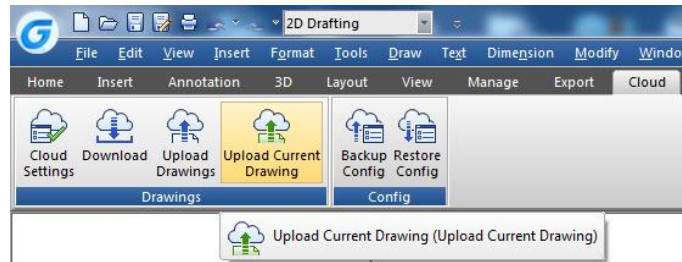 2D Drafting
File Edit View Insert Format Tools Draw Text Dimension Modify Windo
Home Insert Annotation 3D Layout View Manage Export Cloud
Cloud Settings
Download
Upload Drawings
Upload Current Drawing
Backup Config
Restore Config
Drawings
Config
Upload Current Drawing (Upload Current Drawing)